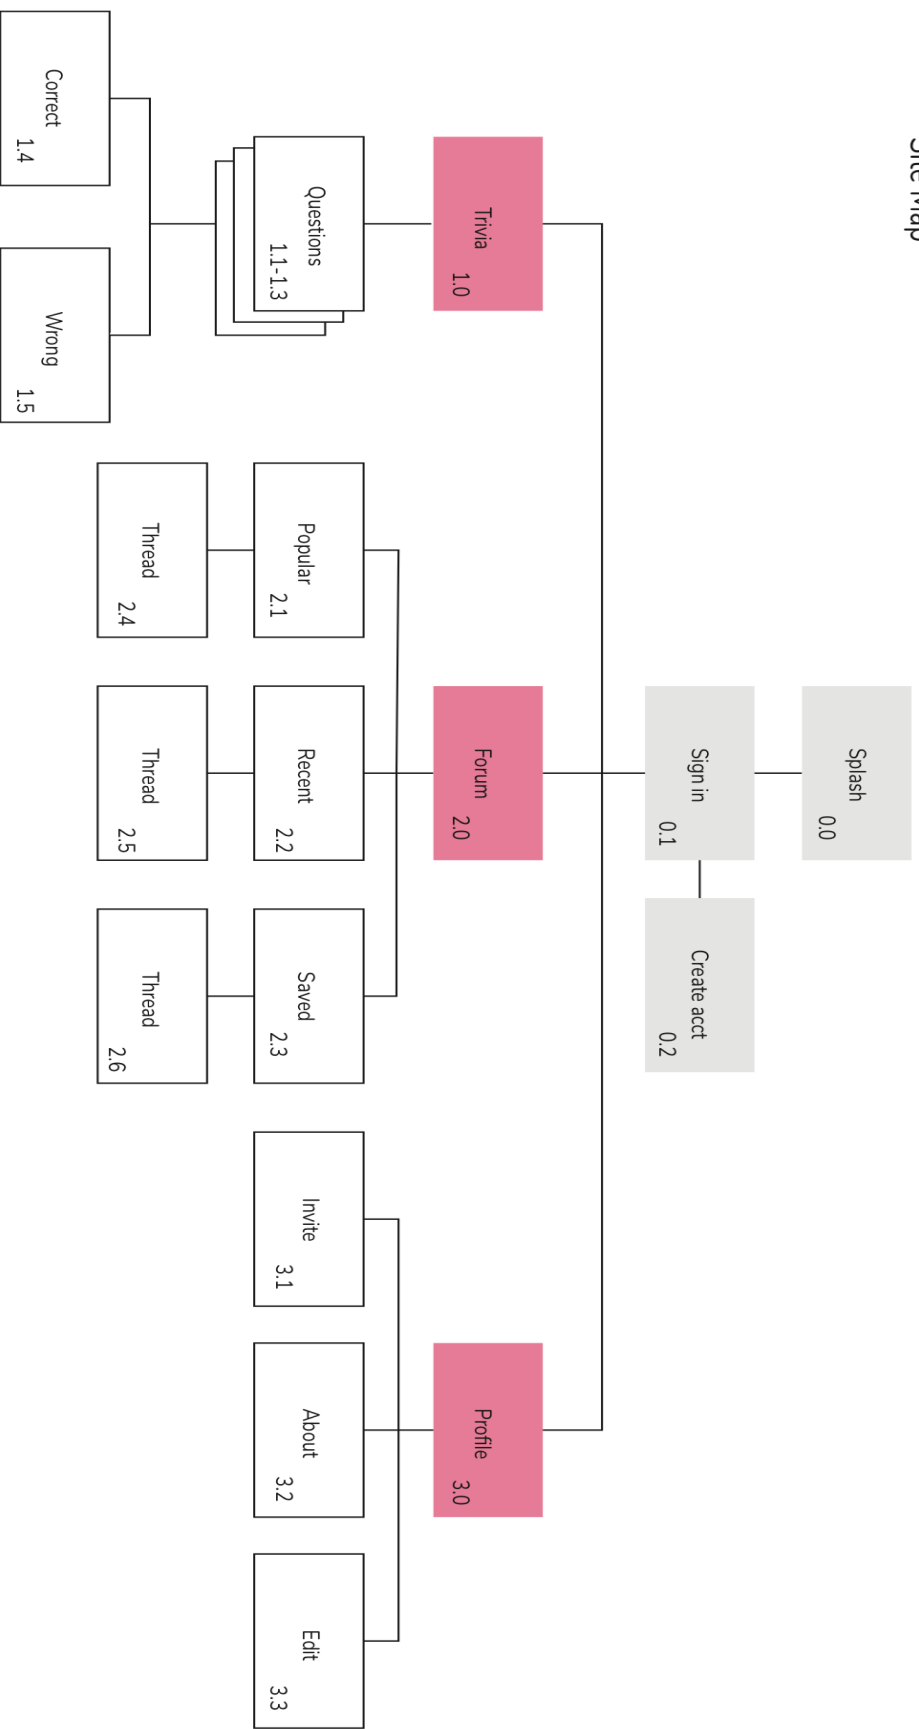 Site Map
Splash
0.0
Sign in
0.1
Create acct
0.2
Trivia
1.0
Forum
2.0
Profile
3.0
Questions
1.1-1.3
Popular
2.1
Recent
2.2
Saved
2.3
Invite
3.1
About
3.2
Edit
3.3
Thread
2.4
Thread
2.5
Thread
2.6
Correct
1.4
Wrong
1.5